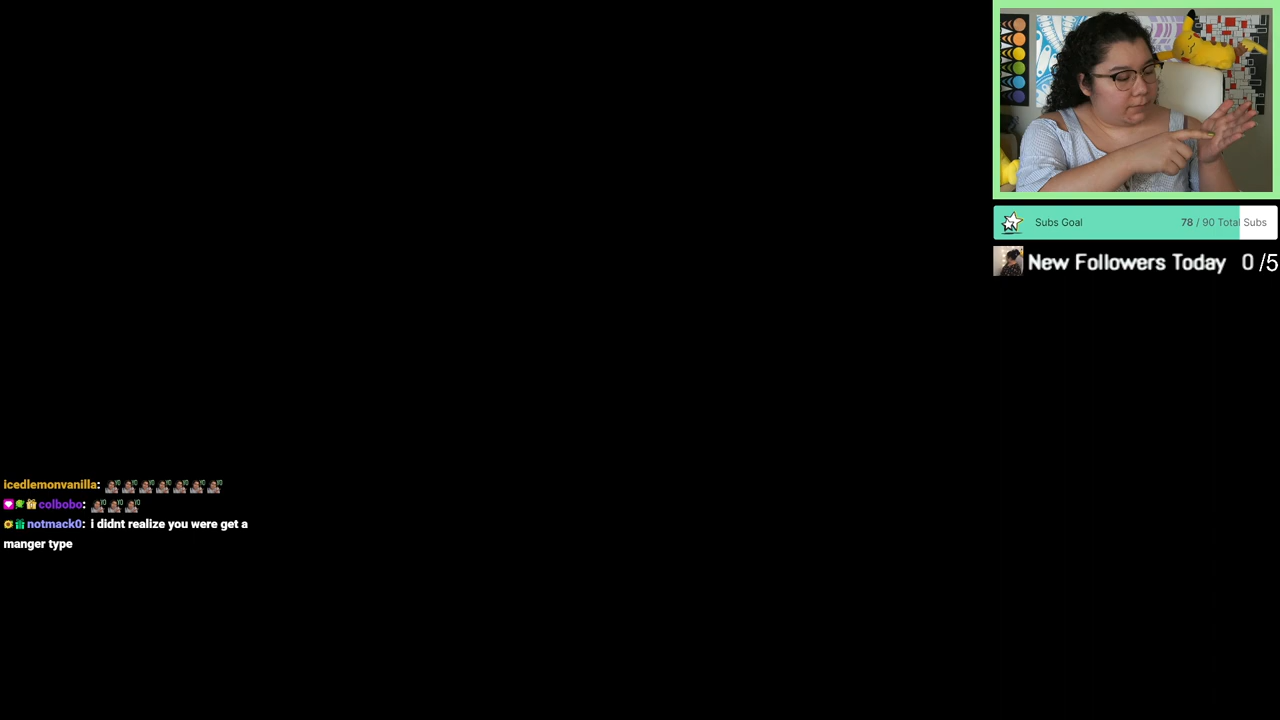 Subs Goal 78 / 90 Total Subs
New Followers Today 0 /5
icedlemonvanilla:
colbobo:
notmack0: i didnt realize you were get a
manger type